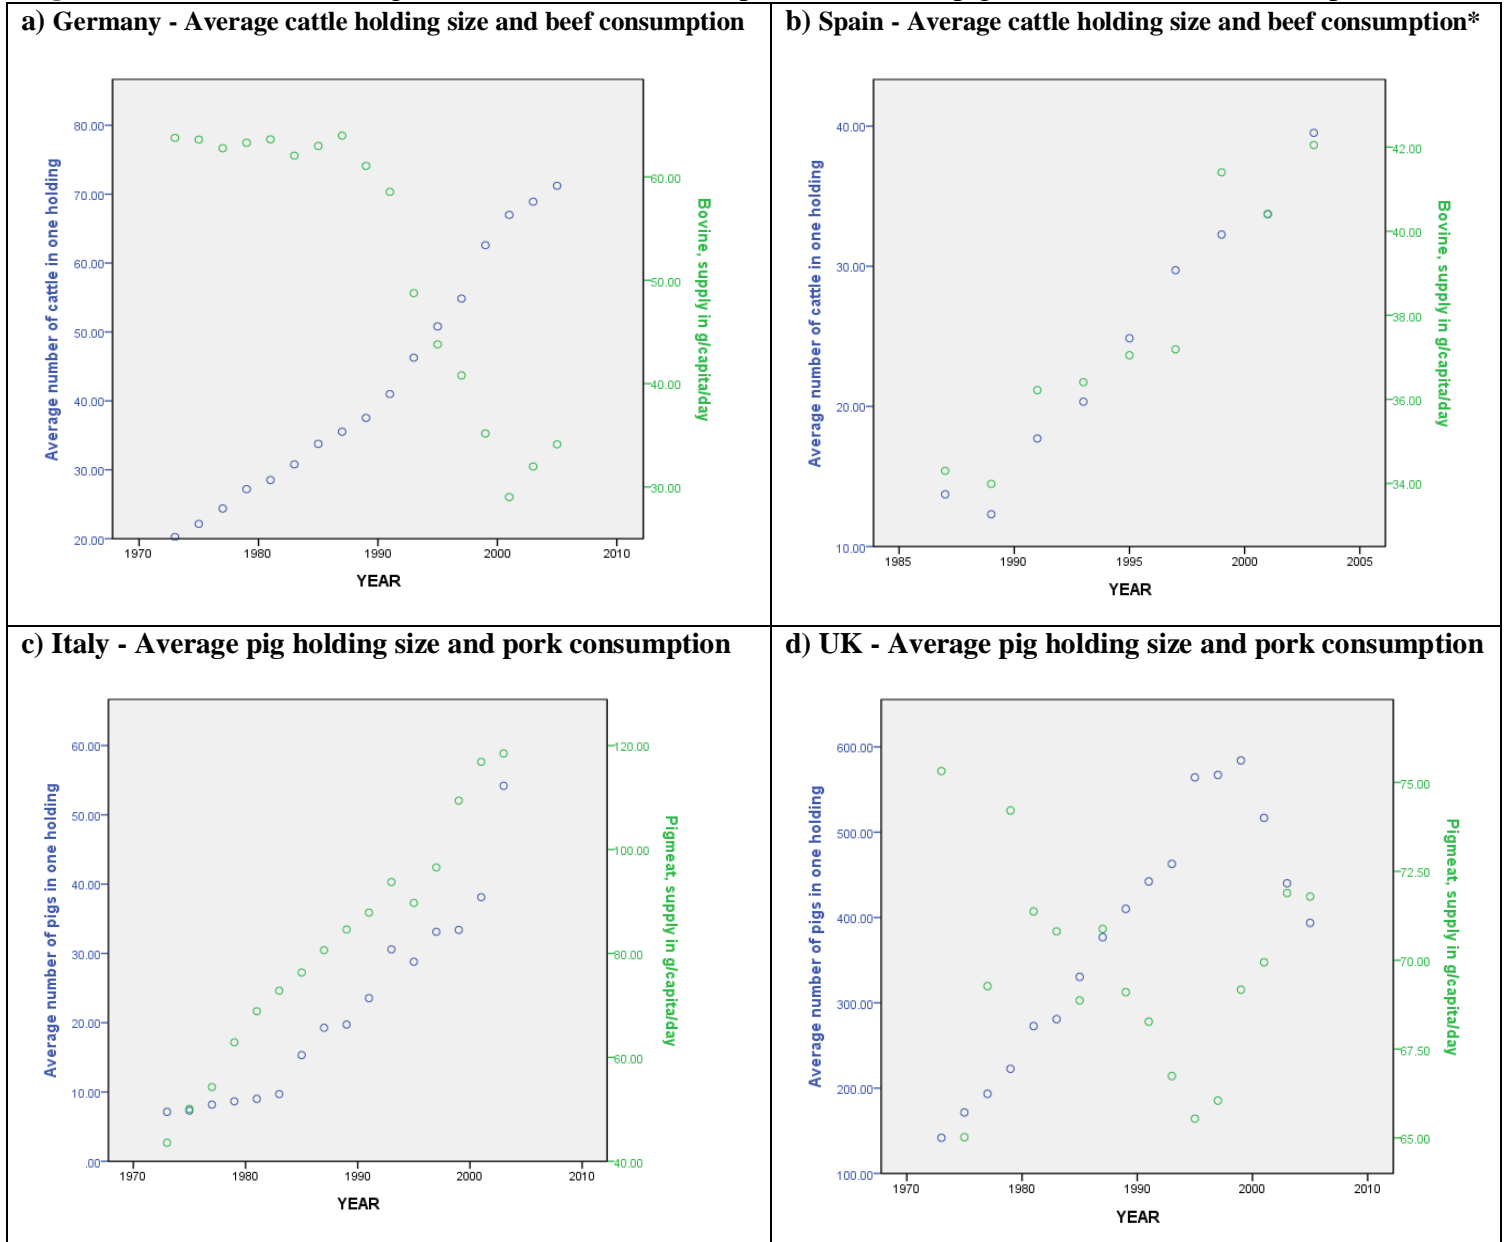 a) Germany - Average cattle holding size and beef consumption
80.00
70.00
60.00
50.00
40.00
30.00
20.00
Average number of cattle in one holding
60.00
50.00
40.00
30.00
Bovine, supply in g/capita/day
1970 1980 1990 2000 2010
YEAR
b) Spain - Average cattle holding size and beef consumption*
40.00
30.00
20.00
10.00
Average number of cattle in one holding
42.00
40.00
38.00
36.00
34.00
Bovine, supply in g/capita/day
1985 1990 1995 2000 2005
YEAR
c) Italy - Average pig holding size and pork consumption
60.00
50.00
40.00
30.00
20.00
10.00
.00
Average number of pigs in one holding
120.00
100.00
80.00
60.00
40.00
Pigmeat, supply in g/capita/day
1970 1980 1990 2000 2010
YEAR
d) UK - Average pig holding size and pork consumption
600.00
500.00
400.00
300.00
200.00
100.00
Average number of pigs in one holding
75.00
72.50
70.00
67.50
65.00
Pigmeat, supply in g/capita/day
1970 1980 1990 2000 2010
YEAR